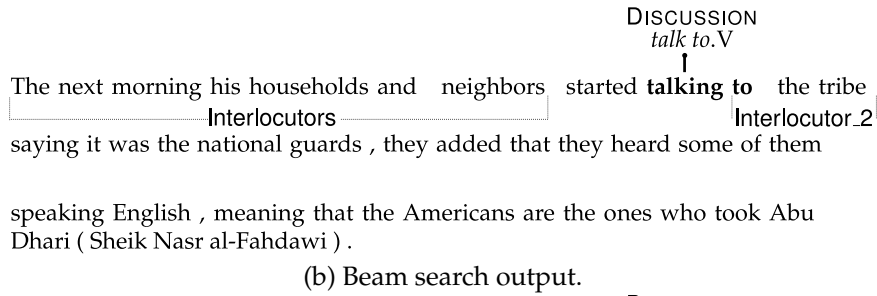 DISCUSSION
talk to.V
The next morning his households and neighbors started talking to the tribe
Interlocutors Interlocutor_2
saying it was the national guards , they added that they heard some of them
speaking English , meaning that the Americans are the ones who took Abu
Dhari ( Sheik Nasr al-Fahdawi ) .
(b) Beam search output.